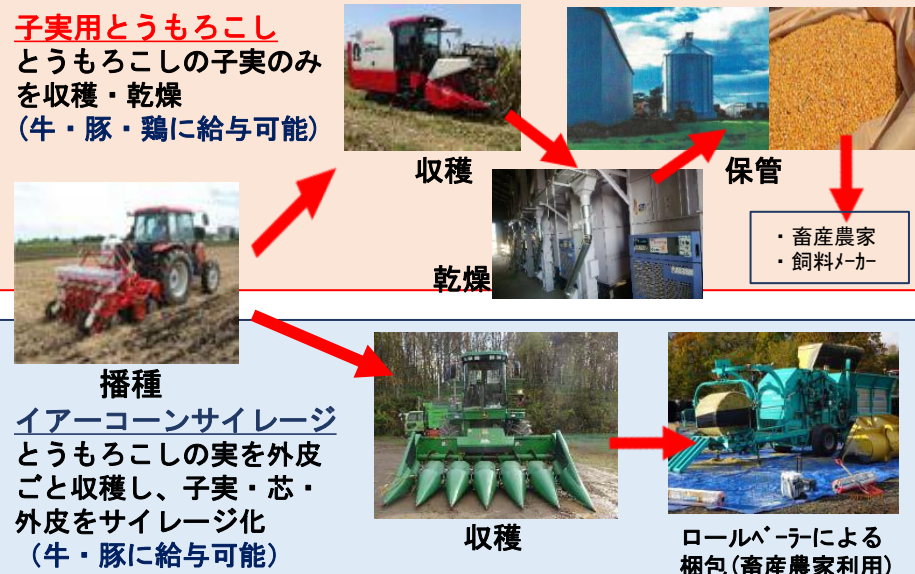 子実用とうもろこし
とうもろこしの子実のみ
を収穫・乾燥
(牛・豚・鶏に給与可能)
収穫
保管
乾燥
・畜産農家
・飼料ﾒｰｶｰ
播種
イアーコーンサイレージ
とうもろこしの実を外皮
ごと収穫し、子実・芯・
外皮をサイレージ化
(牛・豚に給与可能)
収穫
ロールﾍﾞｰﾗｰによる
梱包(畜産農家利用)